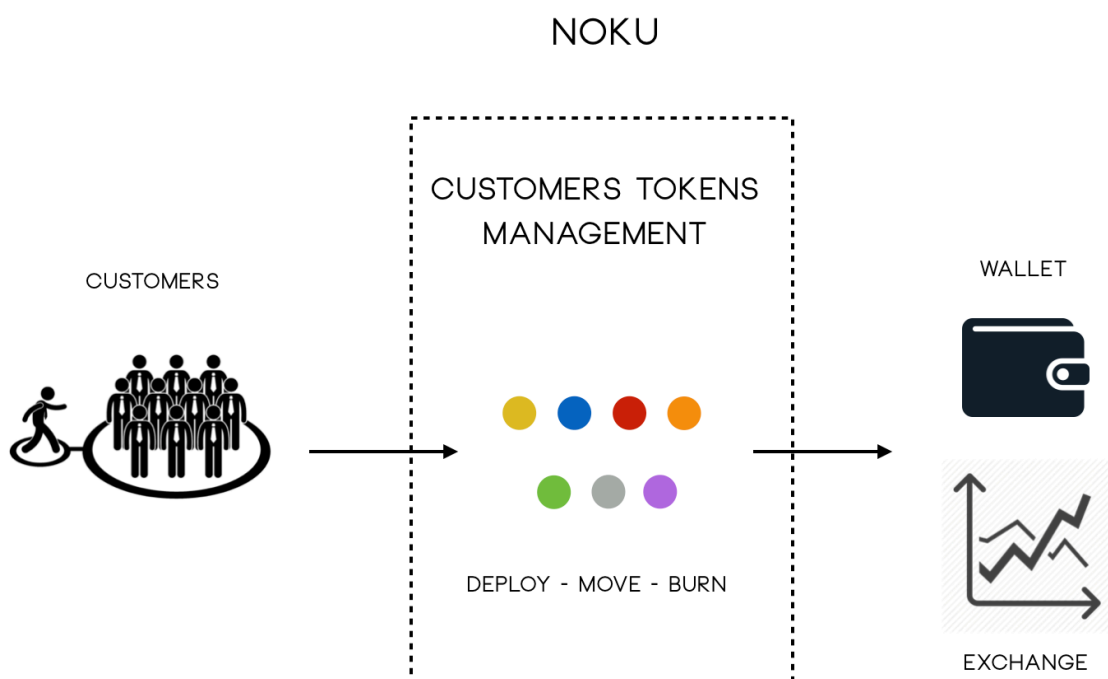 NOKU
CUSTOMERS TOKENS
MANAGEMENT
CUSTOMERS
WALLET
DEPLOY - MOVE - BURN
EXCHANGE